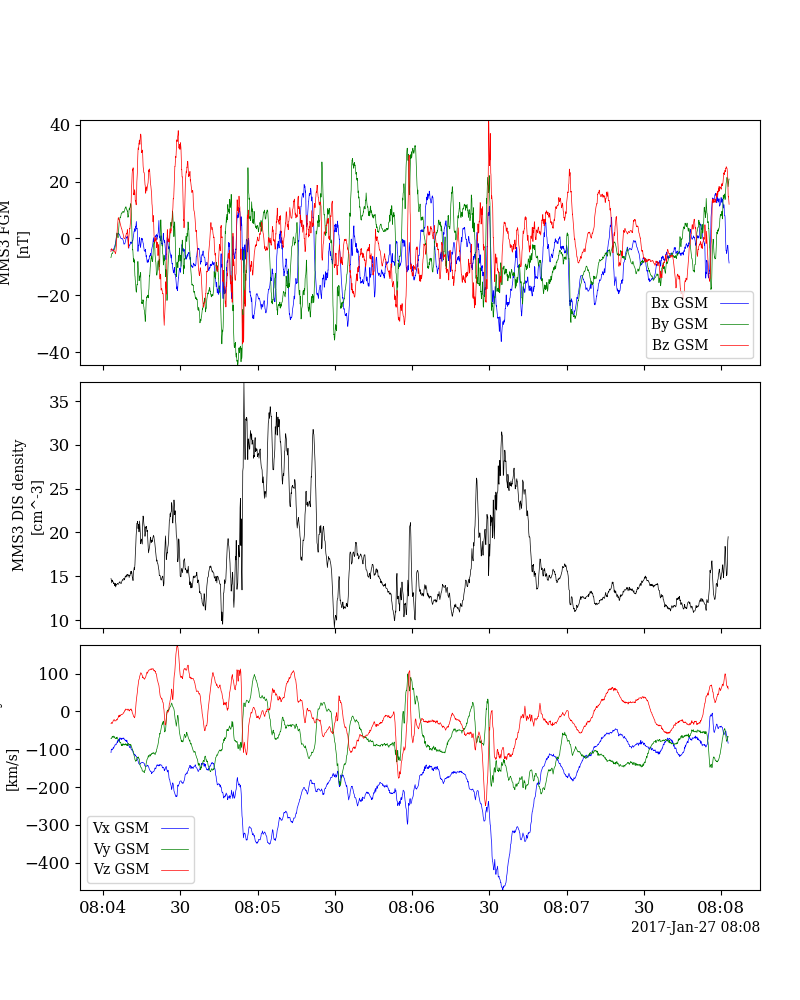 40
20
0
−20
−40
MMS3 FGM
[nT]
Bx GSM
By GSM
Bz GSM
35
30
25
20
15
10
MMS3 DIS density
[cm^-3]
100
0
−100
−200
−300
−400
[km/s]
Vx GSM
Vy GSM
Vz GSM
08:04 30 08:05 30 08:06 30 08:07 30 08:08
2017-Jan-27 08:08